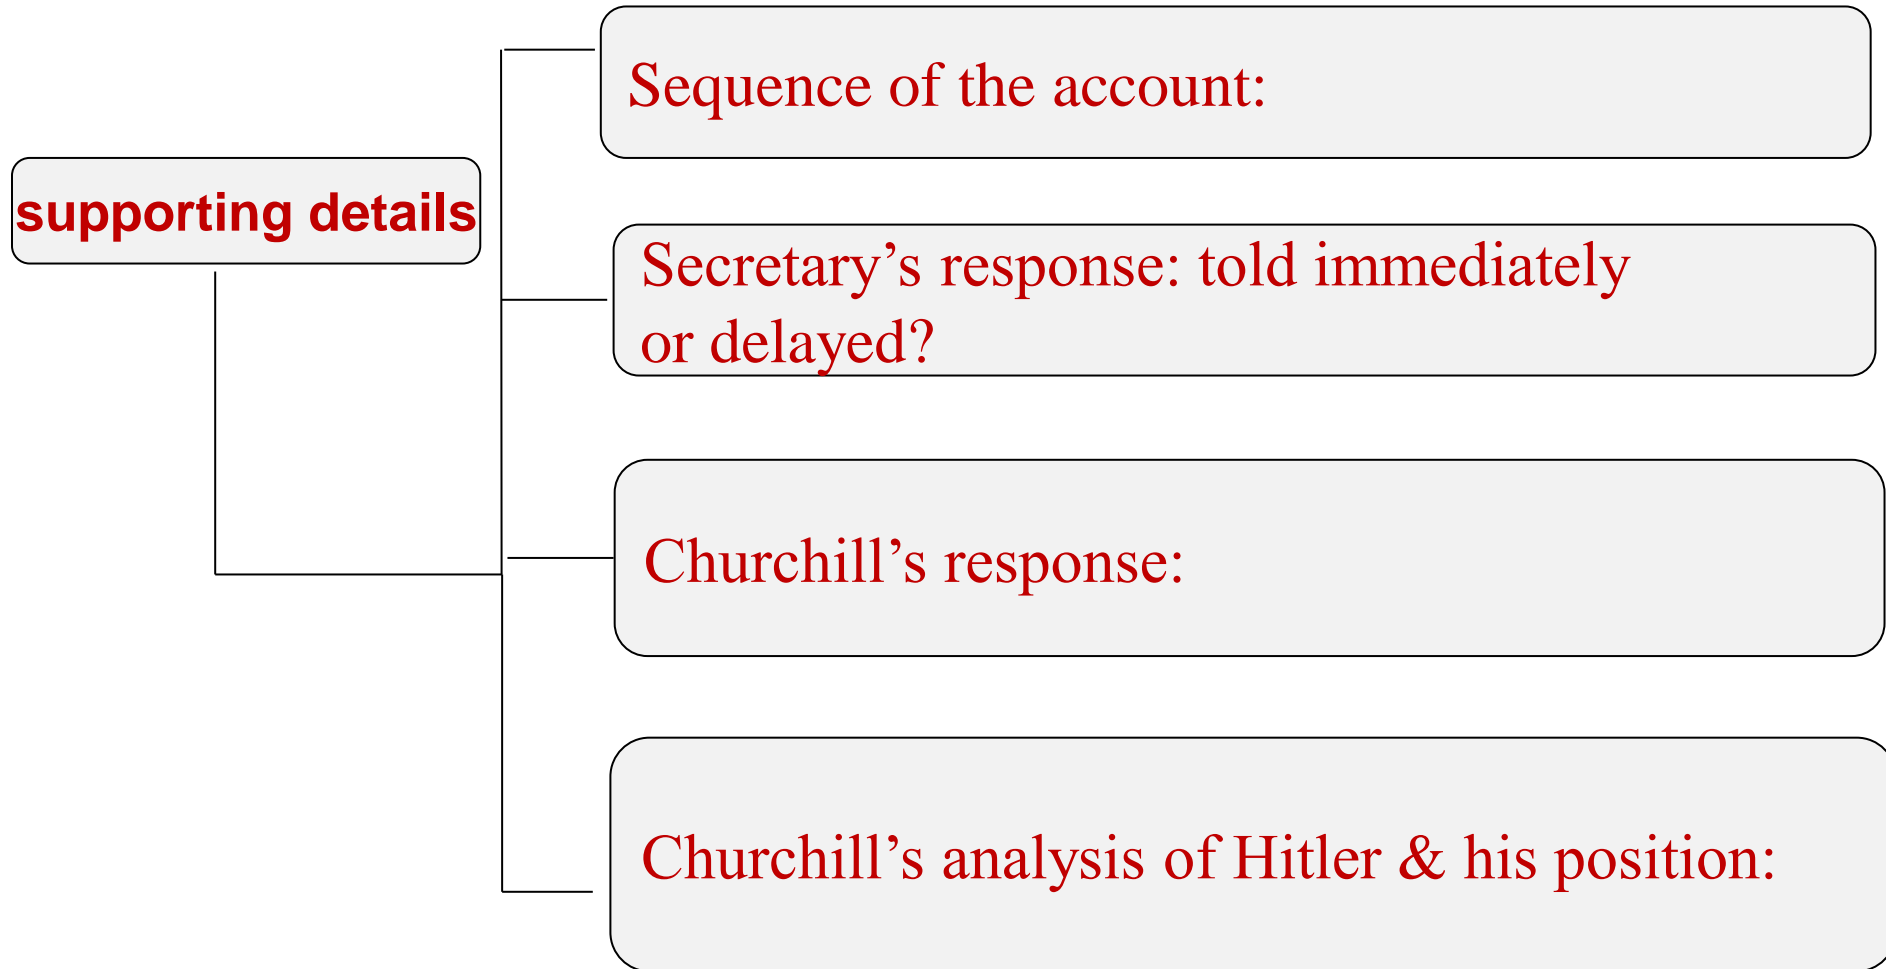 Sequence of the account:
supporting details
Secretary’s response: told immediately
or delayed?
Churchill’s response:
Churchill’s analysis of Hitler & his position: